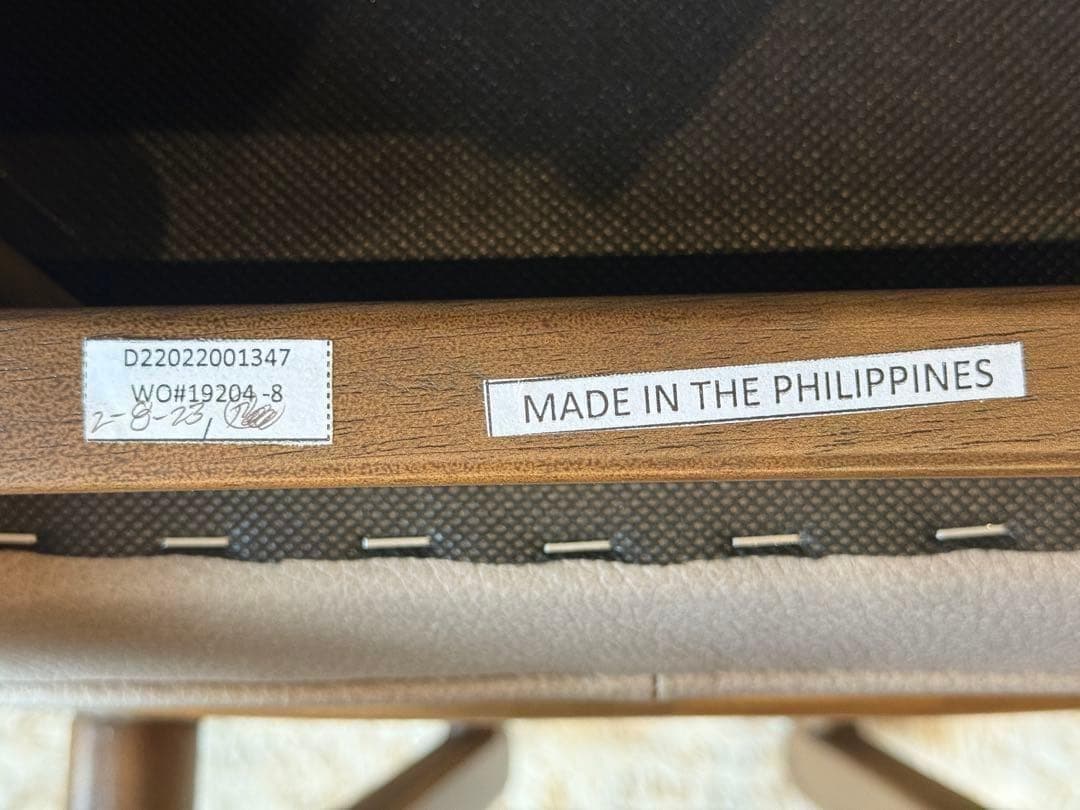 D22022001347
WO#19204 -8
2-8-23,
MADE IN THE PHILIPPINES